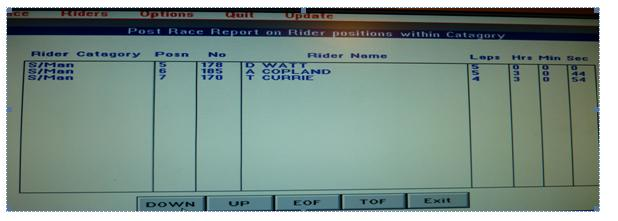 ce Riders Options Quit Update
Post Race Report on Rider positions within Catagory
Rider Catagory Posn No Rider Name Laps Hrs Min Sec
S/Man 5 178 D WATT 5 0 0 0
S/Man 6 185 A COPLAND 5 3 0 44
S/Man 7 170 T CURRIE 4 3 0 54
DOWN UP EOF TOF Exit